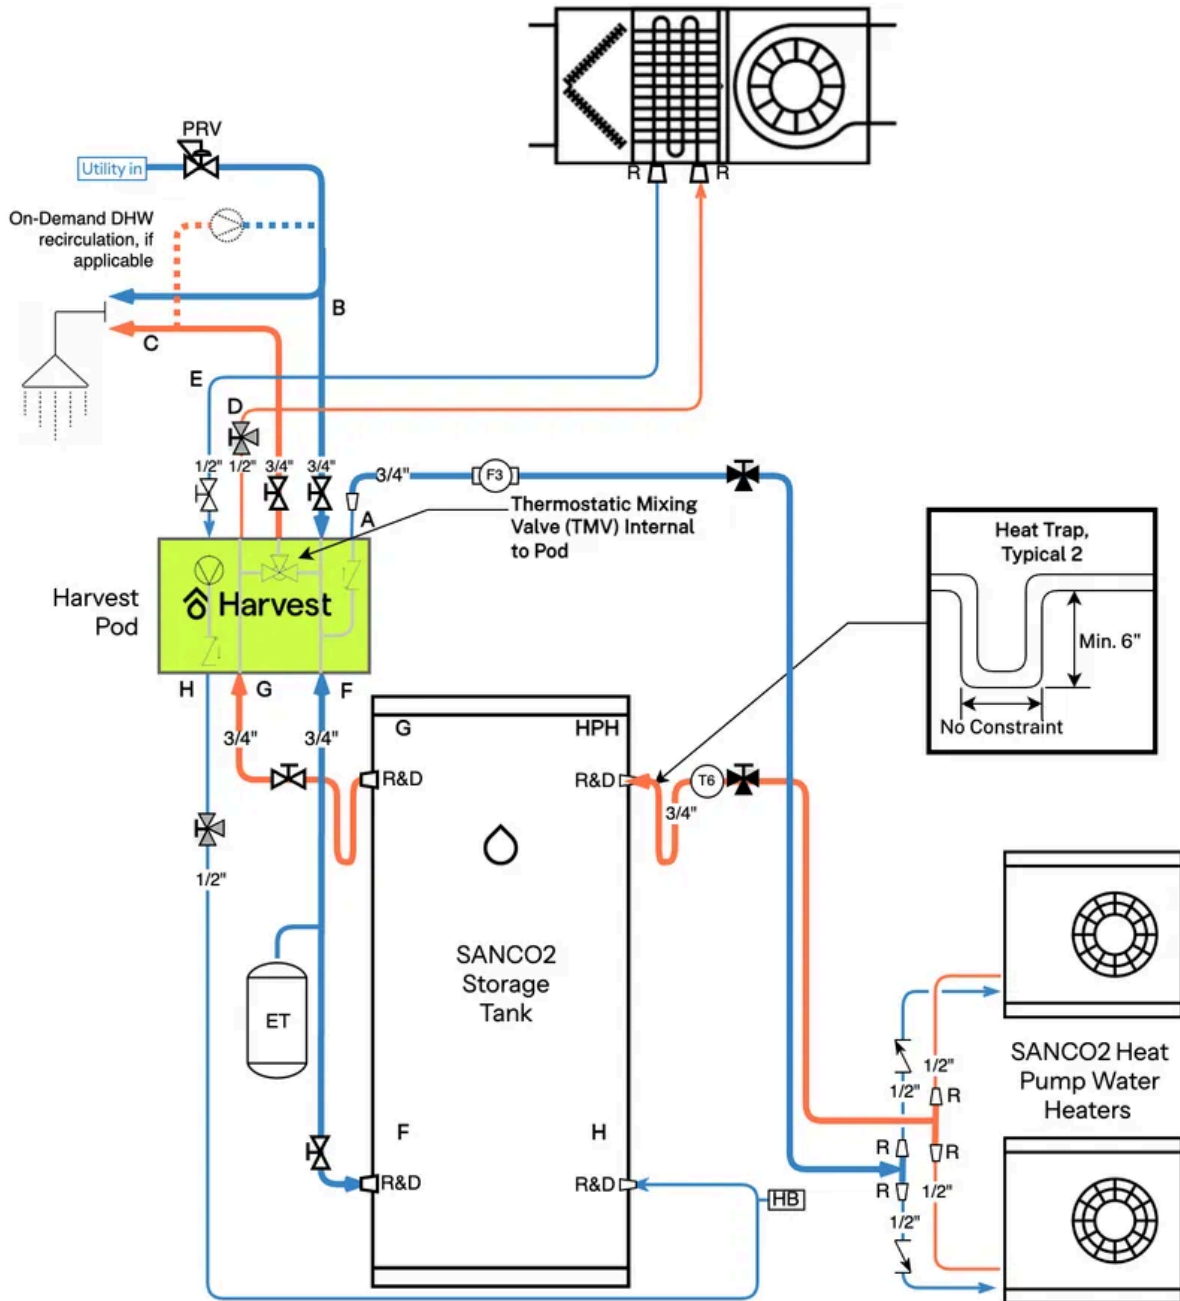 R
R
PRV
Utility in
On-Demand DHW
recirculation, if
applicable
B
C
E
D
1/2"
1/2"
3/4"
3/4"
3/4"
F3
A
Thermostatic Mixing
Valve (TMV) Internal
to Pod
Heat Trap,
Typical 2
Min. 6"
No Constraint
Harvest
Pod
Harvest
H
G
F
3/4"
3/4"
G
HPH
R&D
R&D
T6
3/4"
1/2"
SANCO2
Storage
Tank
ET
SANCO2 Heat
Pump Water
Heaters
1/2"
1/2"
R
F
H
R
R
R&D
R&D
R
1/2"
HB
1/2"